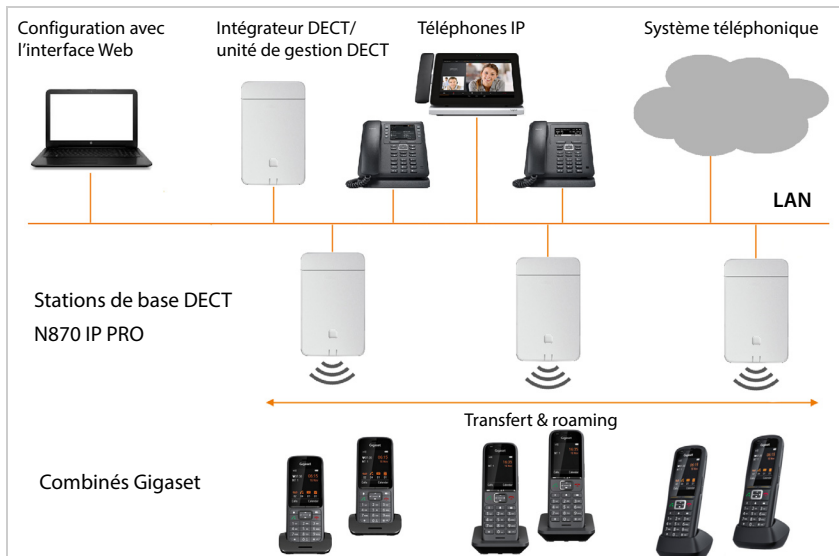 Configuration avec
l'interface Web
Intégrateur DECT/
unité de gestion DECT
Téléphones IP
Système téléphonique
LAN
Stations de base DECT
N870 IP PRO
Transfert & roaming
Combinés Gigaset